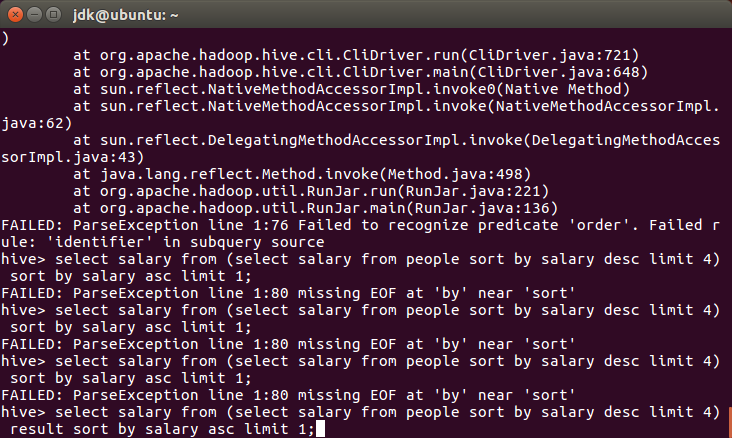 jdk@ubuntu: ~
)
        at org.apache.hadoop.hive.cli.CliDriver.run(CliDriver.java:721)
        at org.apache.hadoop.hive.cli.CliDriver.main(CliDriver.java:648)
        at sun.reflect.NativeMethodAccessorImpl.invoke0(Native Method)
        at sun.reflect.NativeMethodAccessorImpl.invoke(NativeMethodAccessorImpl.
java:62)
        at sun.reflect.DelegatingMethodAccessorImpl.invoke(DelegatingMethodAcces
sorImpl.java:43)
        at java.lang.reflect.Method.invoke(Method.java:498)
        at org.apache.hadoop.util.RunJar.run(RunJar.java:221)
        at org.apache.hadoop.util.RunJar.main(RunJar.java:136)
FAILED: ParseException line 1:76 Failed to recognize predicate 'order'. Failed r
ule: 'identifier' in subquery source
hive> select salary from (select salary from people sort by salary desc limit 4)
 sort by salary asc limit 1;
FAILED: ParseException line 1:80 missing EOF at 'by' near 'sort'
hive> select salary from (select salary from people sort by salary desc limit 4)
 sort by salary asc limit 1;
FAILED: ParseException line 1:80 missing EOF at 'by' near 'sort'
hive> select salary from (select salary from people sort by salary desc limit 4)
 sort by salary asc limit 1;
FAILED: ParseException line 1:80 missing EOF at 'by' near 'sort'
hive> select salary from (select salary from people sort by salary desc limit 4)
 result sort by salary asc limit 1;